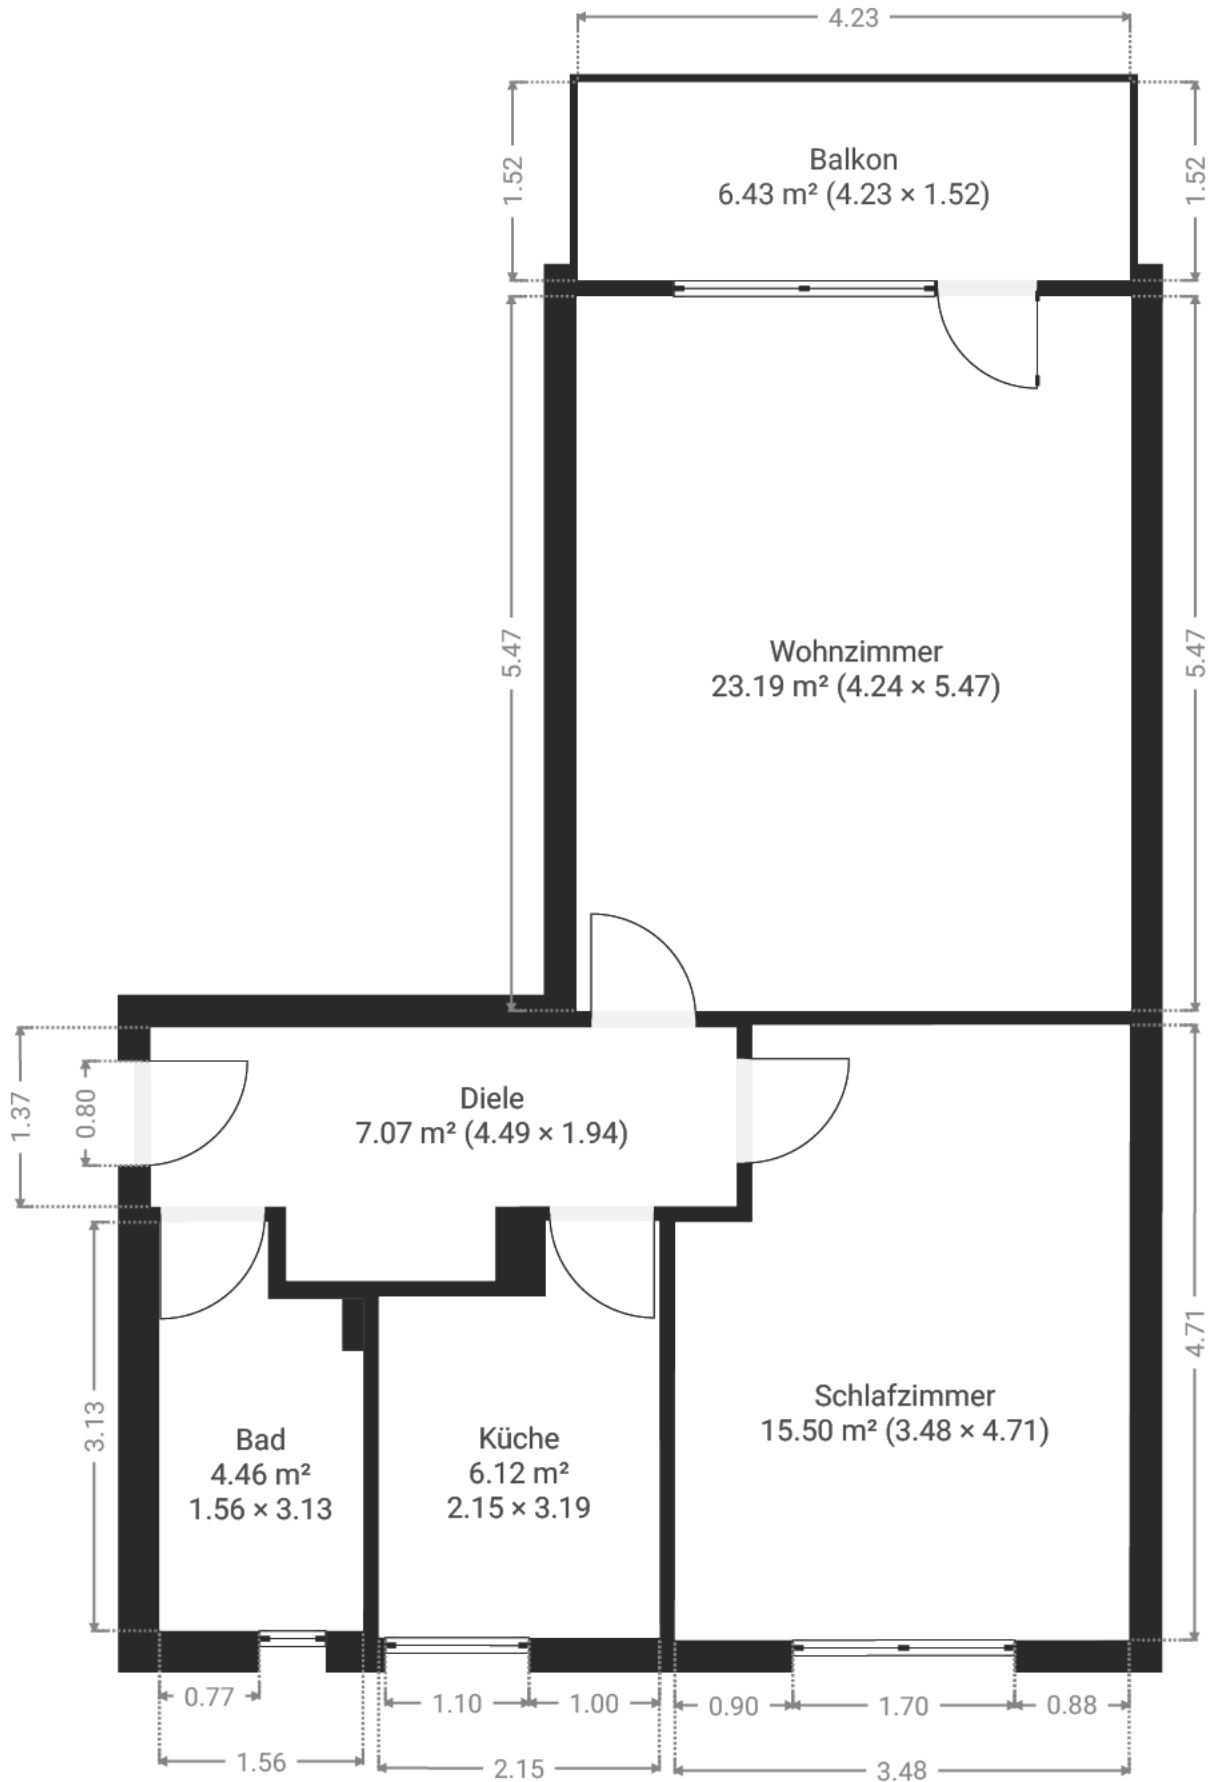 4.23
1.52
Balkon
6.43 m² (4.23 × 1.52)
1.52
5.47
Wohnzimmer
23.19 m² (4.24 × 5.47)
5.47
1.37
0.80
Diele
7.07 m² (4.49 × 1.94)
4.71
3.13
Bad
4.46 m²
1.56 × 3.13
Küche
6.12 m²
2.15 × 3.19
Schlafzimmer
15.50 m² (3.48 × 4.71)
0.77
1.10
1.00
0.90
1.70
0.88
1.56
2.15
3.48